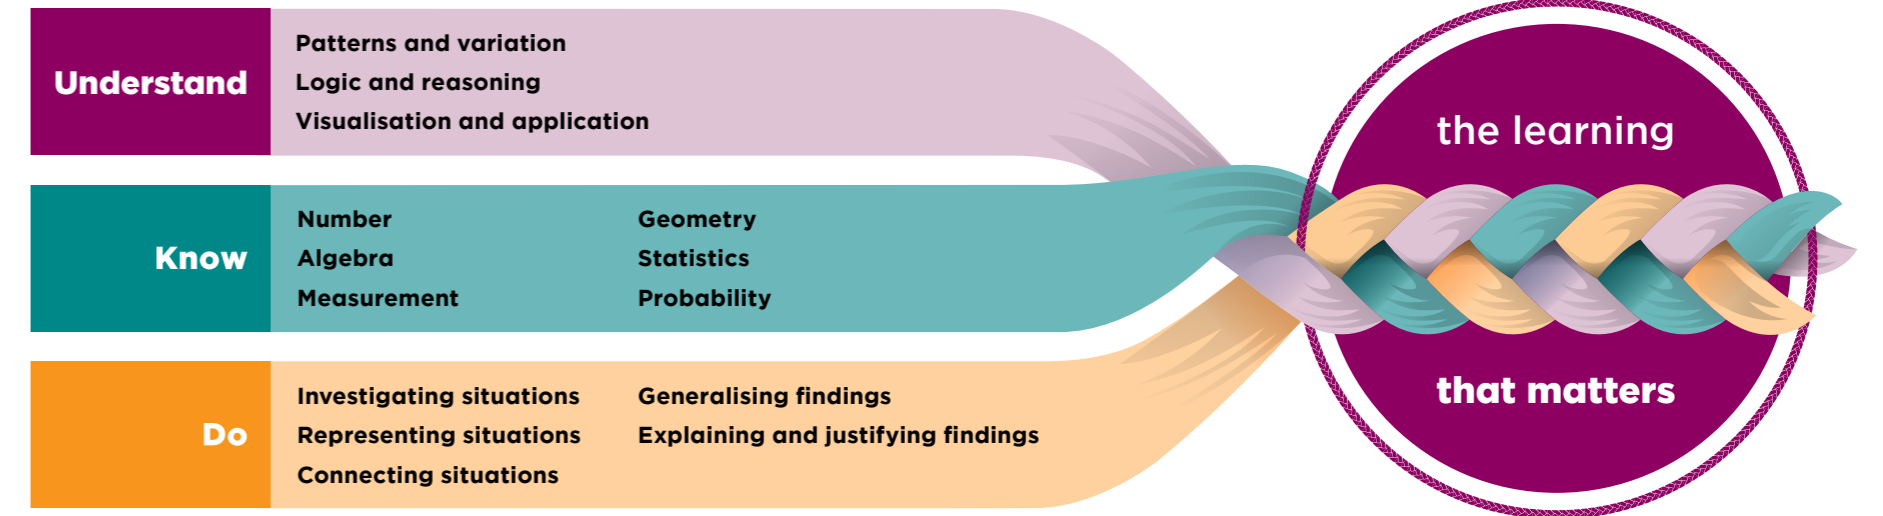 Understand
Patterns and variation
Logic and reasoning
Visualisation and application
Know
Number
Algebra
Measurement
Geometry
Statistics
Probability
Do
Investigating situations
Representing situations
Connecting situations
Generalising findings
Explaining and justifying findings
the learning
that matters